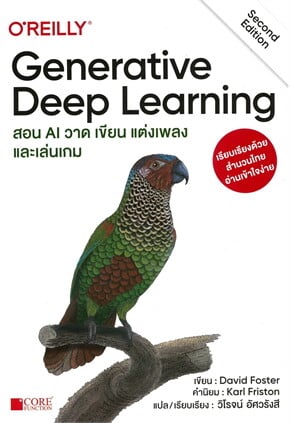 O'REILLY®
Second Edition
Generative
Deep Learning
สอน AI วาด เขียน แต่งเพลง
และเล่นเกม
เรียบเรียงด้วย
สำนวนไทย
อ่านเข้าใจง่าย
เขียน : David Foster
คำนิยม : Karl Friston
แปล/เรียบเรียง : วิโรจน์ อัศวรังสี
CORE
FUNCTION